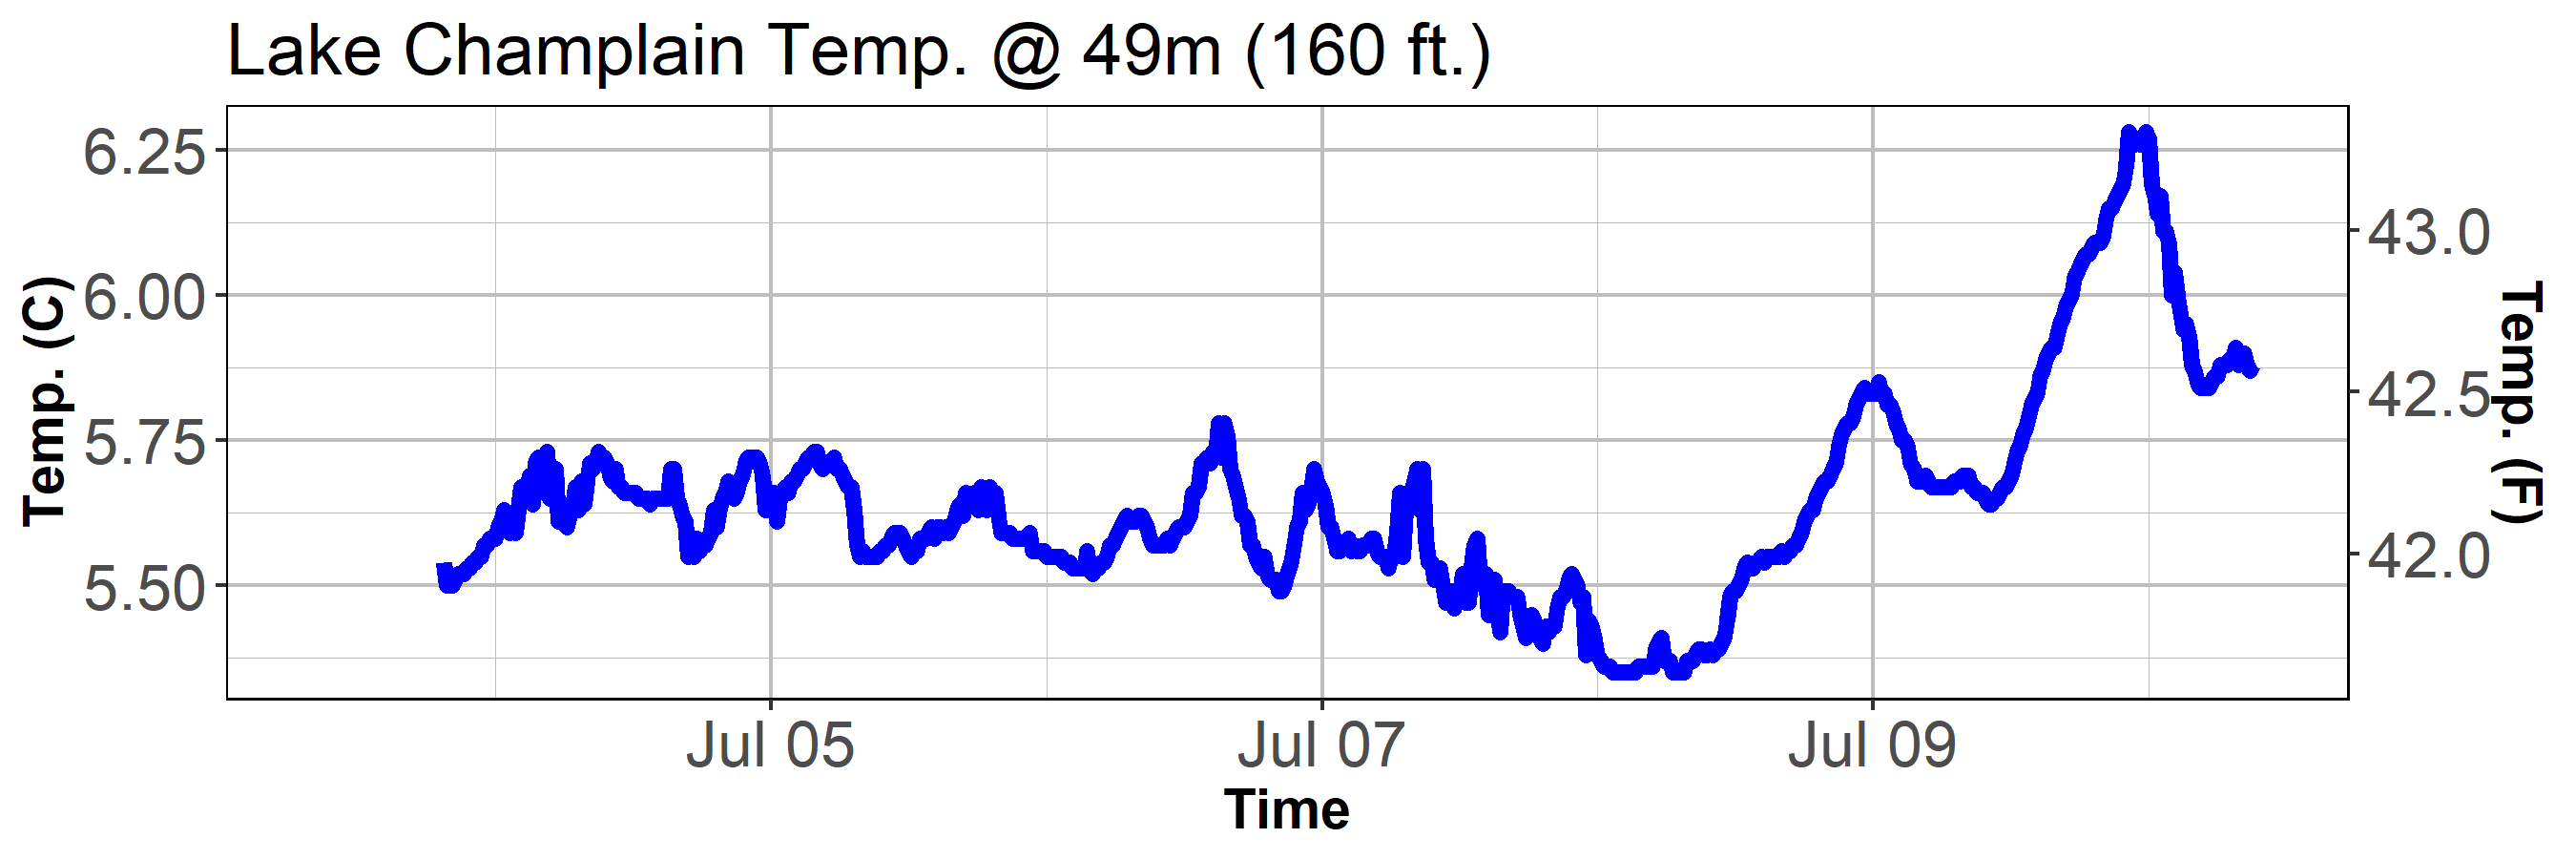 Lake Champlain Temp. @ 49m (160 ft.)
6.25
6.00
5.75
5.50
Temp. (C)
43.0
42.5
42.0
Temp. (F)
Jul 05
Jul 07
Jul 09
Time